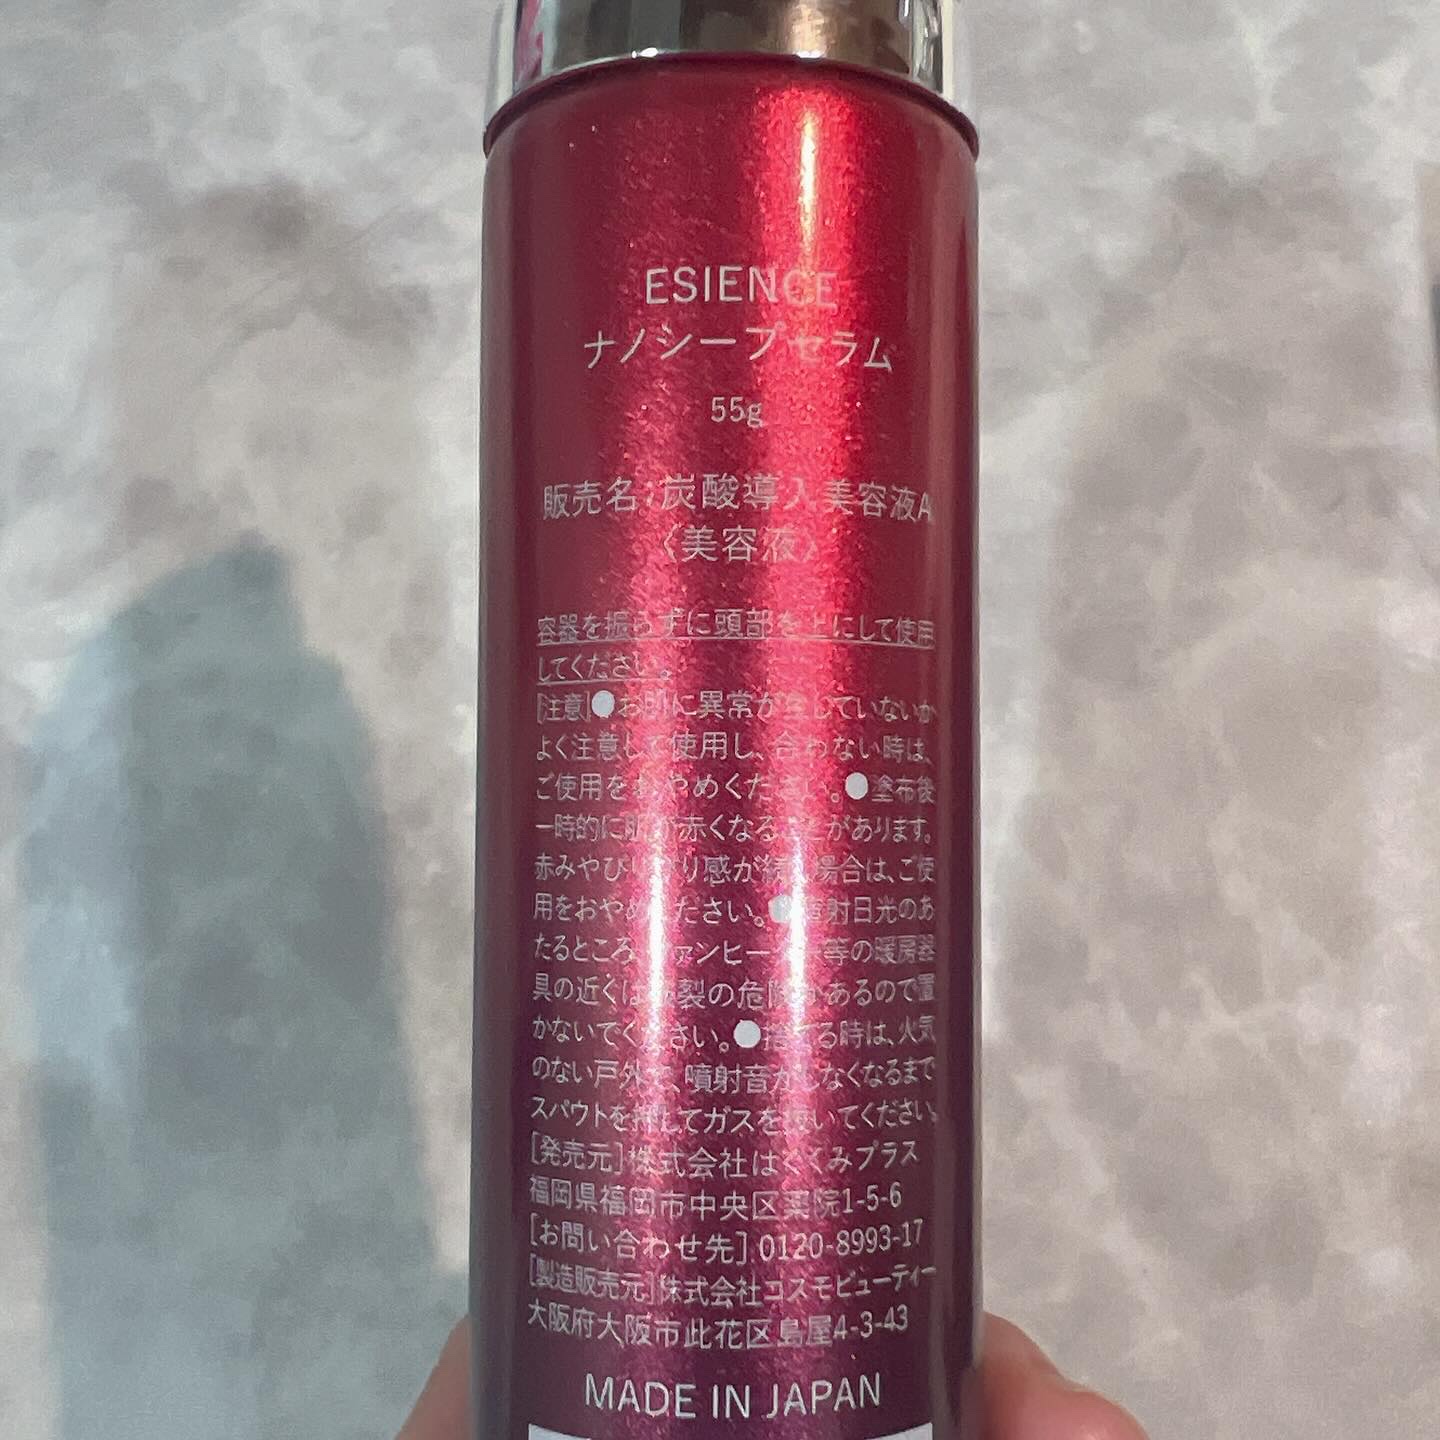 ESIENCE
ナノシープセラム
55g
販売名:炭酸導入美容液A
〈美容液〉
容器を振らずに頭部を上にして使用
してください。
[注意]●お肌に異常が生じていないか
よく注意して使用し、合わない時は、
ご使用をおやめください。●塗布後
一時的に肌が赤くなることがあります。
赤みやひりつり感が続く場合は、ご使
用をおやめください。●直射日光のあ
たるところ、ファンヒーター等の暖房器
具の近くは破裂の危険があるので置
かないでください。●捨てる時は、火気
のない戸外で、噴射音がしなくなるまで
スパウトを押してガスを抜いてください。
[発売元]株式会社はぐくみプラス
福岡県福岡市中央区薬院1-5-6
[お問い合わせ先]0120-8993-17
[製造販売元]株式会社コスモビューティー
大阪府大阪市此花区島屋4-3-43
MADE IN JAPAN